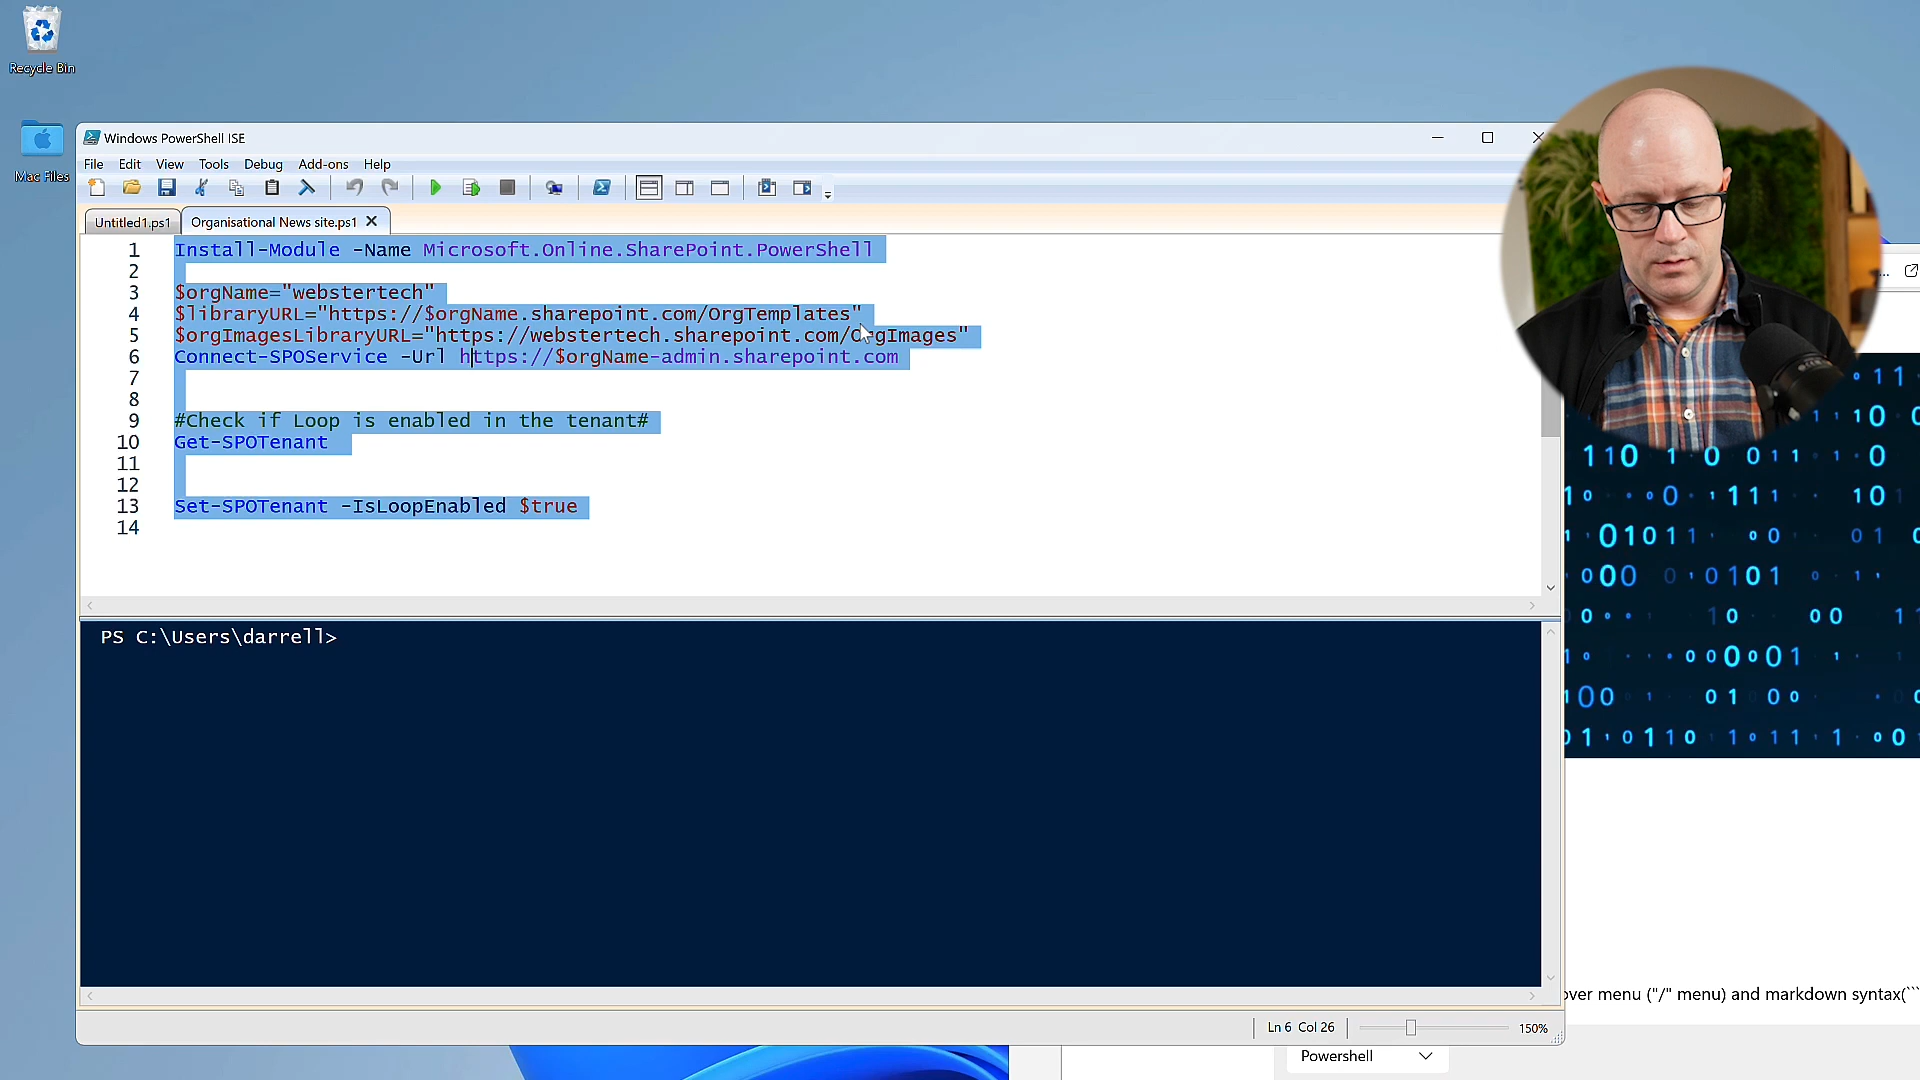 Recycle Bin
Mac Files
Windows PowerShell ISE
File Edit View Tools Debug Add-ons Help
Untitled1.ps1 Organisational News site.ps1
1 Install-Module -Name Microsoft.Online.SharePoint.PowerShell
2
3 $orgName="webstertech"
4 $libraryURL="https://$orgName.sharepoint.com/OrgTemplates"
5 $orgImagesLibraryURL="https://webstertech.sharepoint.com/OrgImages"
6 Connect-SPOService -Url https://$orgName-admin.sharepoint.com
7
8
9 #Check if Loop is enabled in the tenant#
10 Get-SPOTenant
11
12
13 Set-SPOTenant -IsLoopEnabled $true
14
PS C:\Users\darrell>
over menu ("/" menu) and markdown syntax(```
Ln 6 Col 26 150%
Powershell